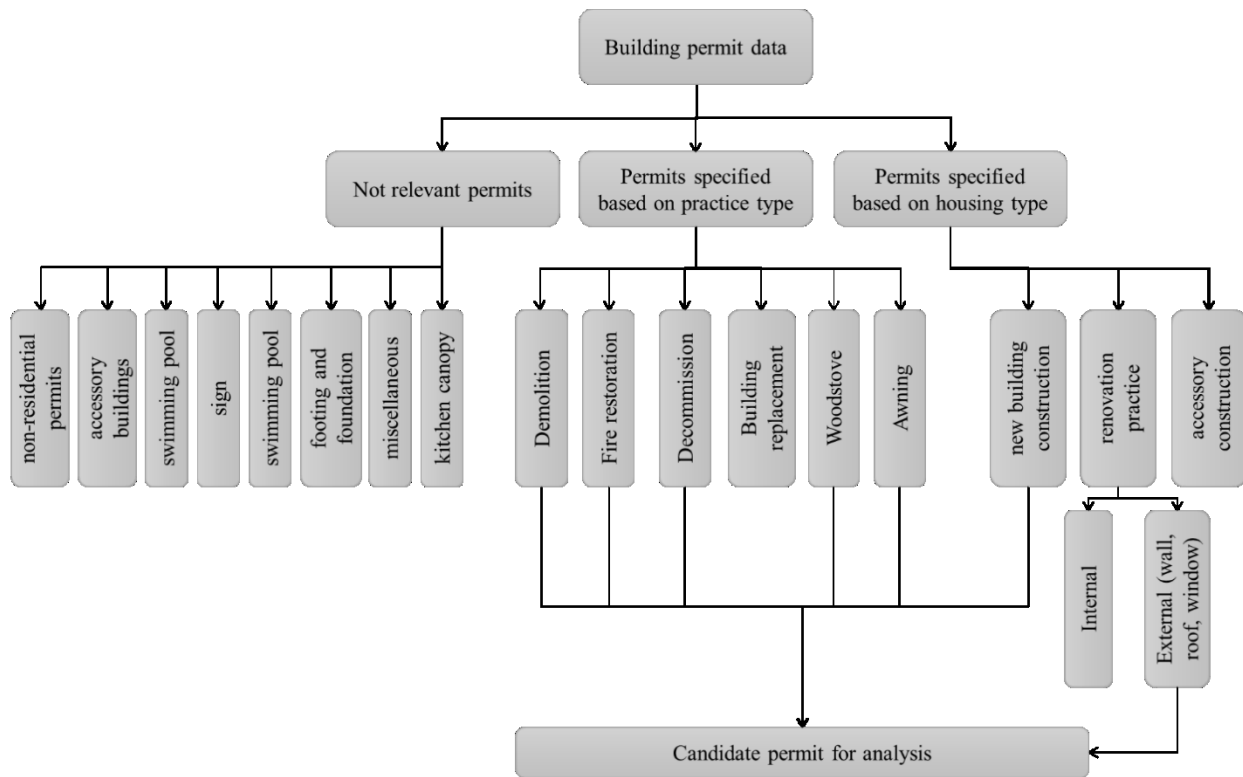 Building permit data
Not relevant permits
Permits specified
based on practice type
Permits specified
based on housing type
non-residential
permits
accessory
buildings
swimming pool
sign
swimming pool
footing and
foundation
miscellaneous
kitchen canopy
Demolition
Fire restoration
Decommission
Building
replacement
Woodstove
Awning
new building
construction
renovation
practice
accessory
construction
Internal
External (wall,
roof, window)
Candidate permit for analysis